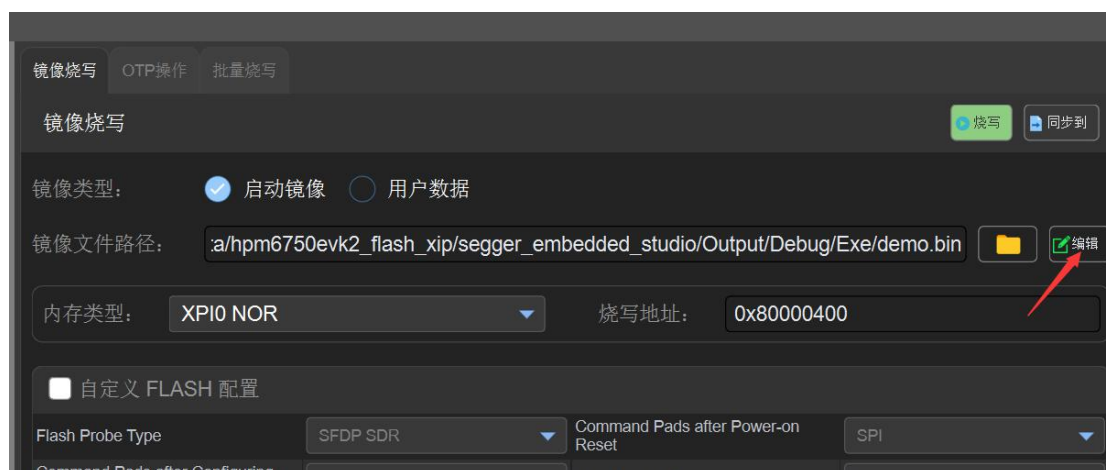 镜像烧写 OTP操作 批量烧写
镜像烧写 烧写 同步到
镜像类型： 启动镜像 用户数据
镜像文件路径： :a/hpm6750evk2_flash_xip/segger_embedded_studio/Output/Debug/Exe/demo.bin 编辑
内存类型： XPI0 NOR 烧写地址： 0x80000400
自定义 FLASH 配置
Flash Probe Type SFDP SDR Command Pads after Power-on Reset SPI
Command Pads after Configuring